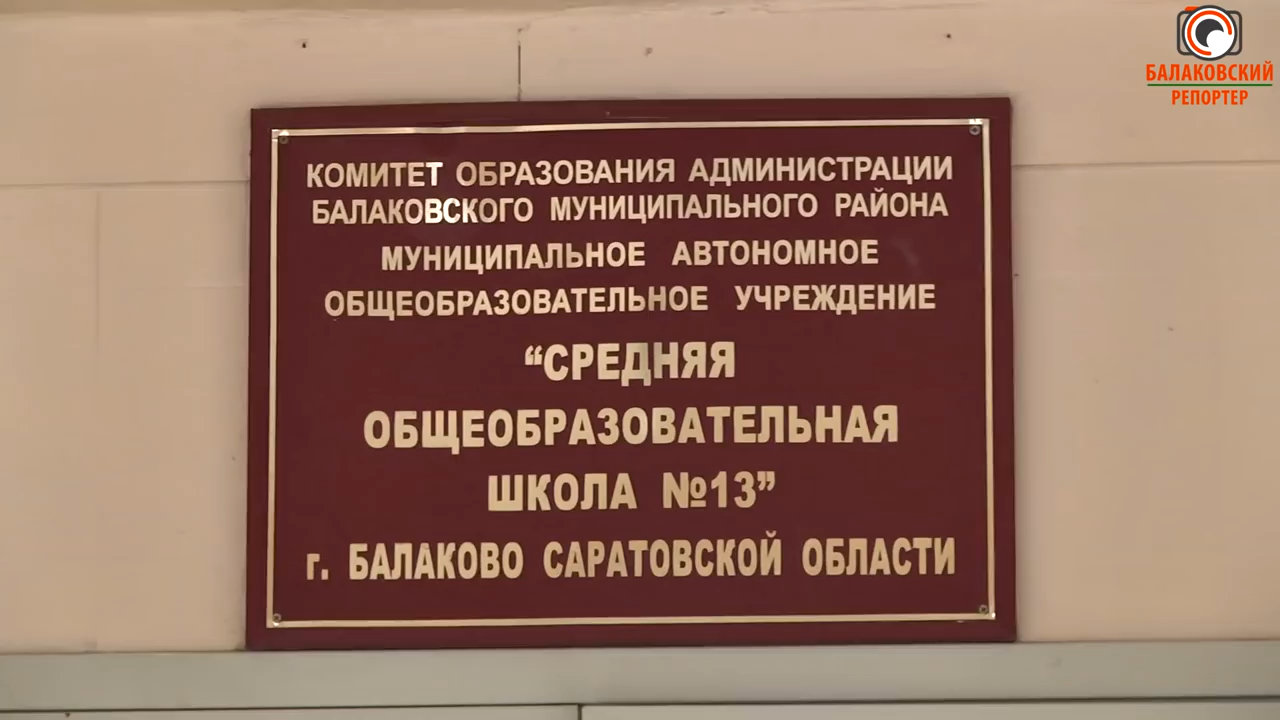 БАЛАКОВСКИЙ
РЕПОРТЕР
КОМИТЕТ ОБРАЗОВАНИЯ АДМИНИСТРАЦИИ
БАЛАКОВСКОГО МУНИЦИПАЛЬНОГО РАЙОНА
МУНИЦИПАЛЬНОЕ АВТОНОМНОЕ
ОБЩЕОБРАЗОВАТЕЛЬНОЕ УЧРЕЖДЕНИЕ
“СРЕДНЯЯ
ОБЩЕОБРАЗОВАТЕЛЬНАЯ
ШКОЛА №13”
г. БАЛАКОВО САРАТОВСКОЙ ОБЛАСТИ